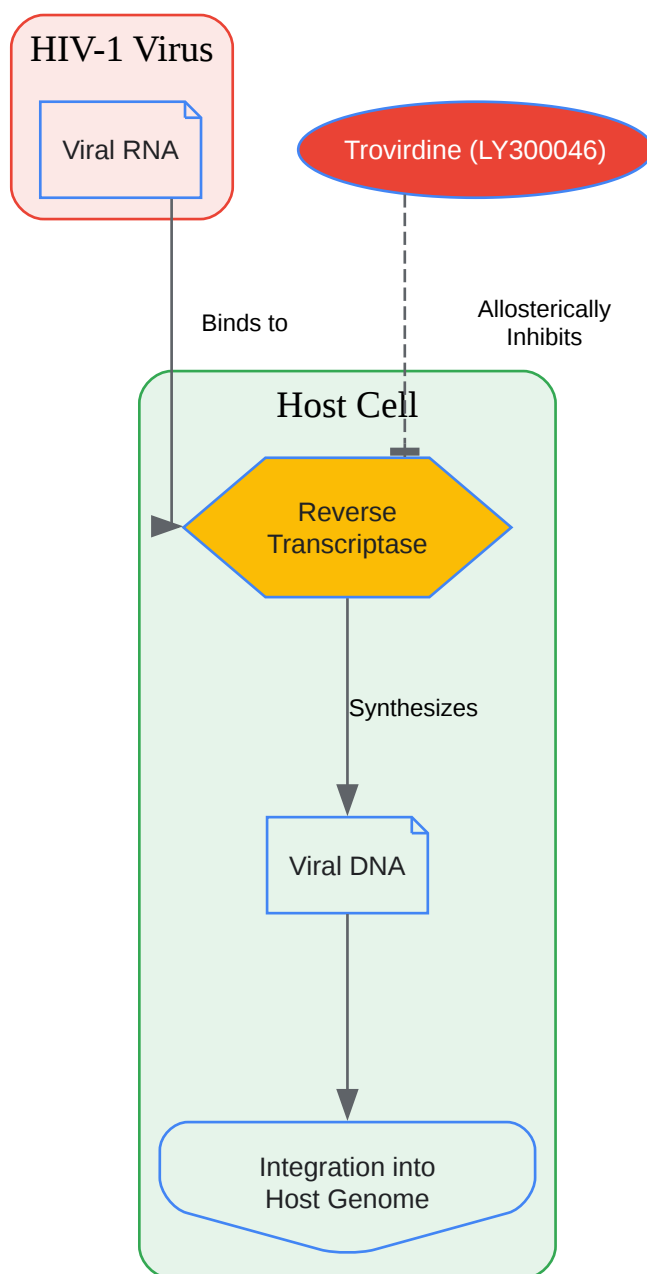 HIV-1 Virus
Viral RNA
Trovirdine (LY300046)
Binds to
Allosterically
Inhibits
Host Cell
Reverse
Transcriptase
Synthesizes
Viral DNA
Integration into
Host Genome